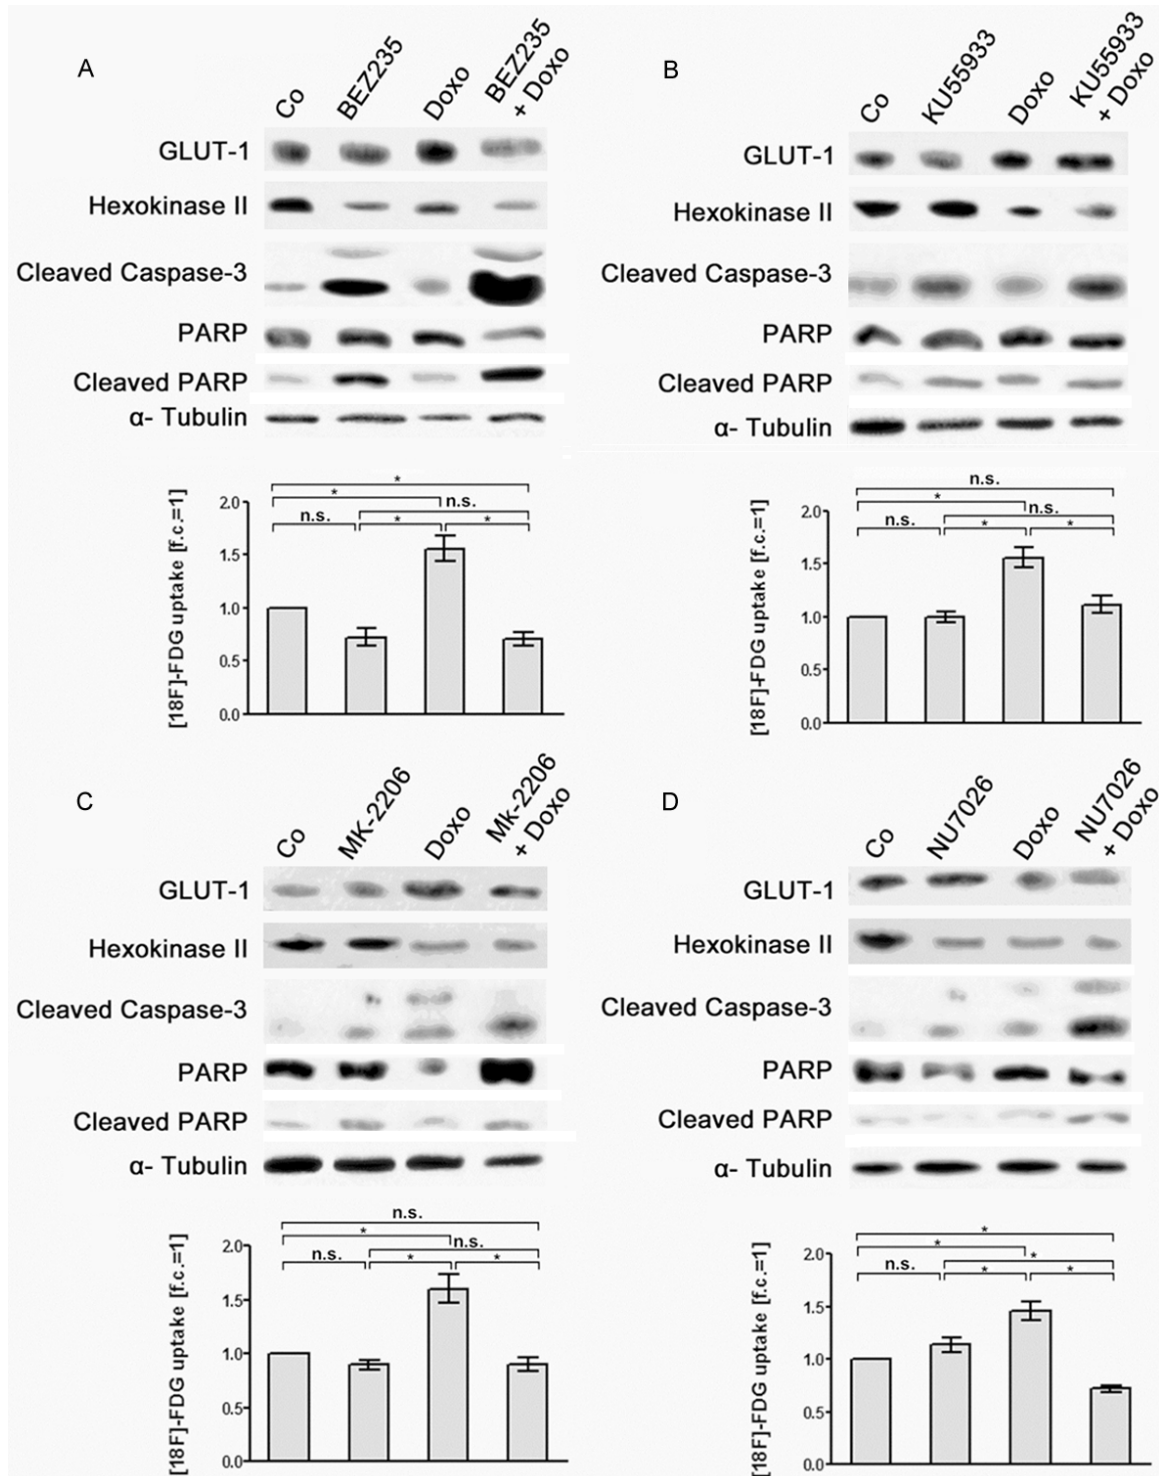 A
Co
BEZ235
Doxo
BEZ235
+ Doxo
GLUT-1
Hexokinase II
Cleaved Caspase-3
PARP
Cleaved PARP
α- Tubulin
[18F]-FDG uptake [f.c.=1]
2.0
1.5
1.0
0.5
0.0
*
*
n.s.
n.s.
*
*
B
Co
KU55933
Doxo
KU55933
+ Doxo
GLUT-1
Hexokinase II
Cleaved Caspase-3
PARP
Cleaved PARP
α- Tubulin
[18F]-FDG uptake [f.c.=1]
2.0
1.5
1.0
0.5
0.0
n.s.
*
n.s.
n.s.
*
*
C
Co
MK-2206
Doxo
Mk-2206
+ Doxo
GLUT-1
Hexokinase II
Cleaved Caspase-3
PARP
Cleaved PARP
α- Tubulin
[18F]-FDG uptake [f.c.=1]
2.0
1.5
1.0
0.5
0.0
n.s.
*
n.s.
n.s.
*
*
D
Co
NU7026
Doxo
NU7026
+ Doxo
GLUT-1
Hexokinase II
Cleaved Caspase-3
PARP
Cleaved PARP
α- Tubulin
[18F]-FDG uptake [f.c.=1]
2.0
1.5
1.0
0.5
0.0
*
*
*
n.s.
*
*